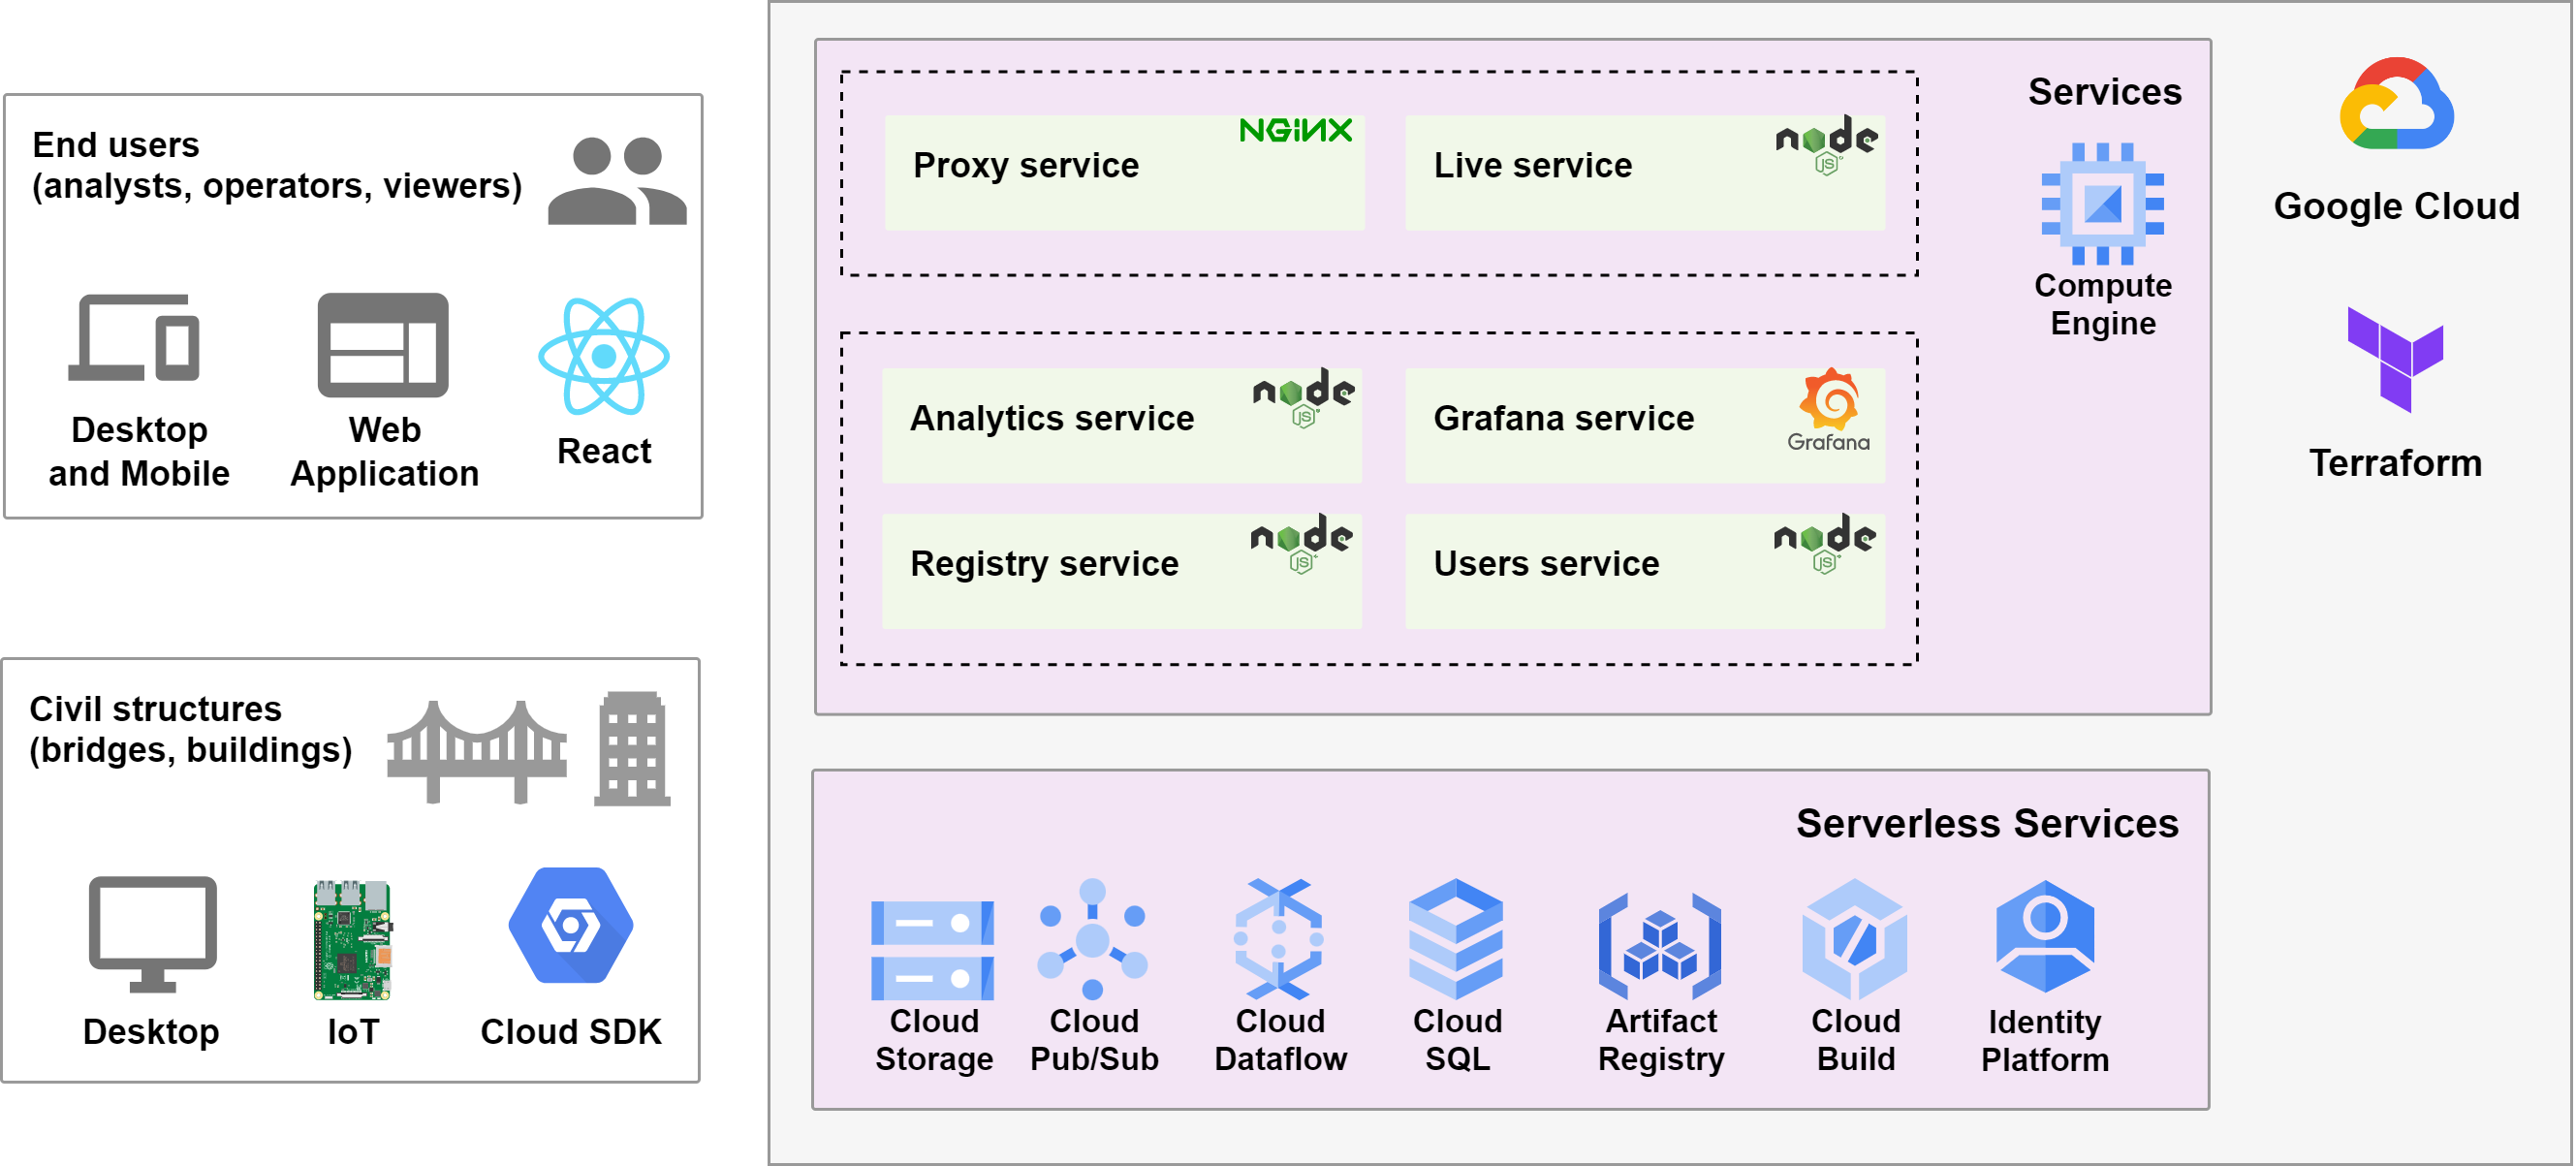 End users
(analysts, operators, viewers)
Desktop
and Mobile
Web
Application
React
Civil structures
(bridges, buildings)
Desktop
IoT
Cloud SDK
Services
Compute
Engine
Proxy service
NGINX
Live service
node
JS
Analytics service
node
JS
Grafana service
Grafana
Registry service
node
JS
Users service
node
JS
Serverless Services
Cloud
Storage
Cloud
Pub/Sub
Cloud
Dataflow
Cloud
SQL
Artifact
Registry
Cloud
Build
Identity
Platform
Google Cloud
Terraform